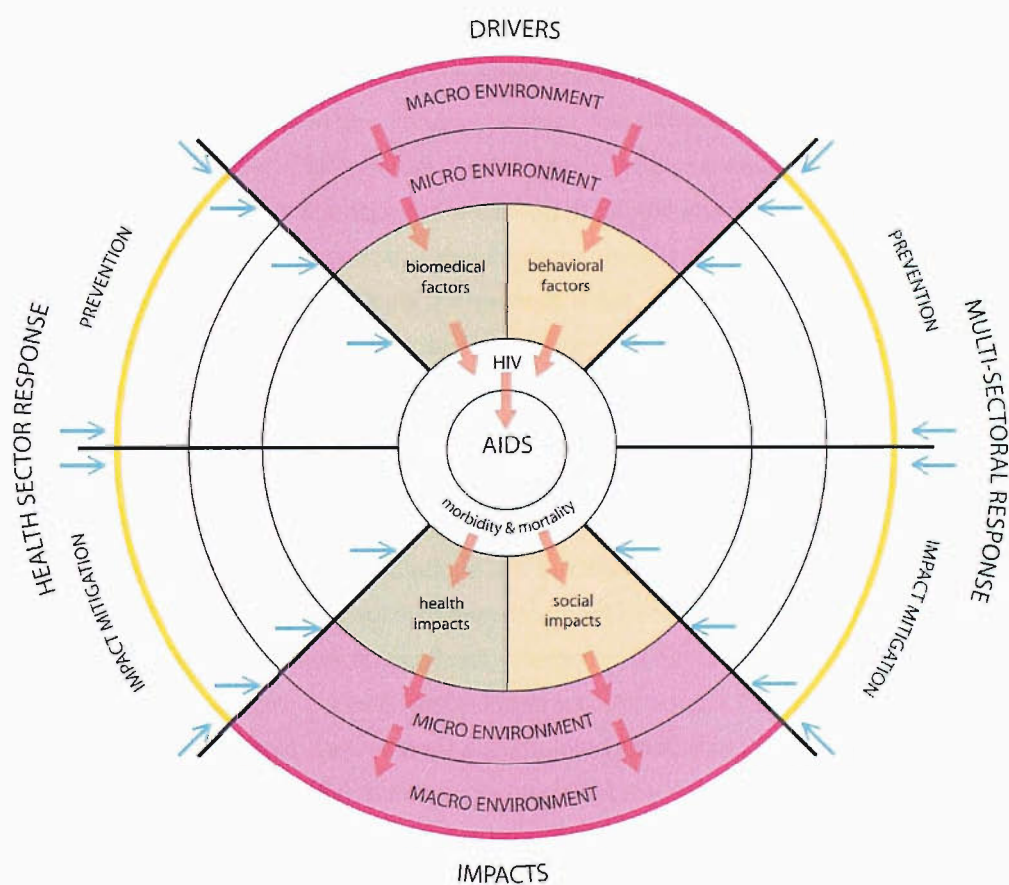 DRIVERS
MACRO ENVIRONMENT
MICRO ENVIRONMENT
biomedical
factors
behavioral
factors
PREVENTION
PREVENTION
HEALTH SECTOR RESPONSE
MULTI-SECTORAL RESPONSE
HIV
AIDS
morbidity & mortality
IMPACT MITIGATION
IMPACT MITIGATION
health
impacts
social
impacts
MICRO ENVIRONMENT
MACRO ENVIRONMENT
IMPACTS